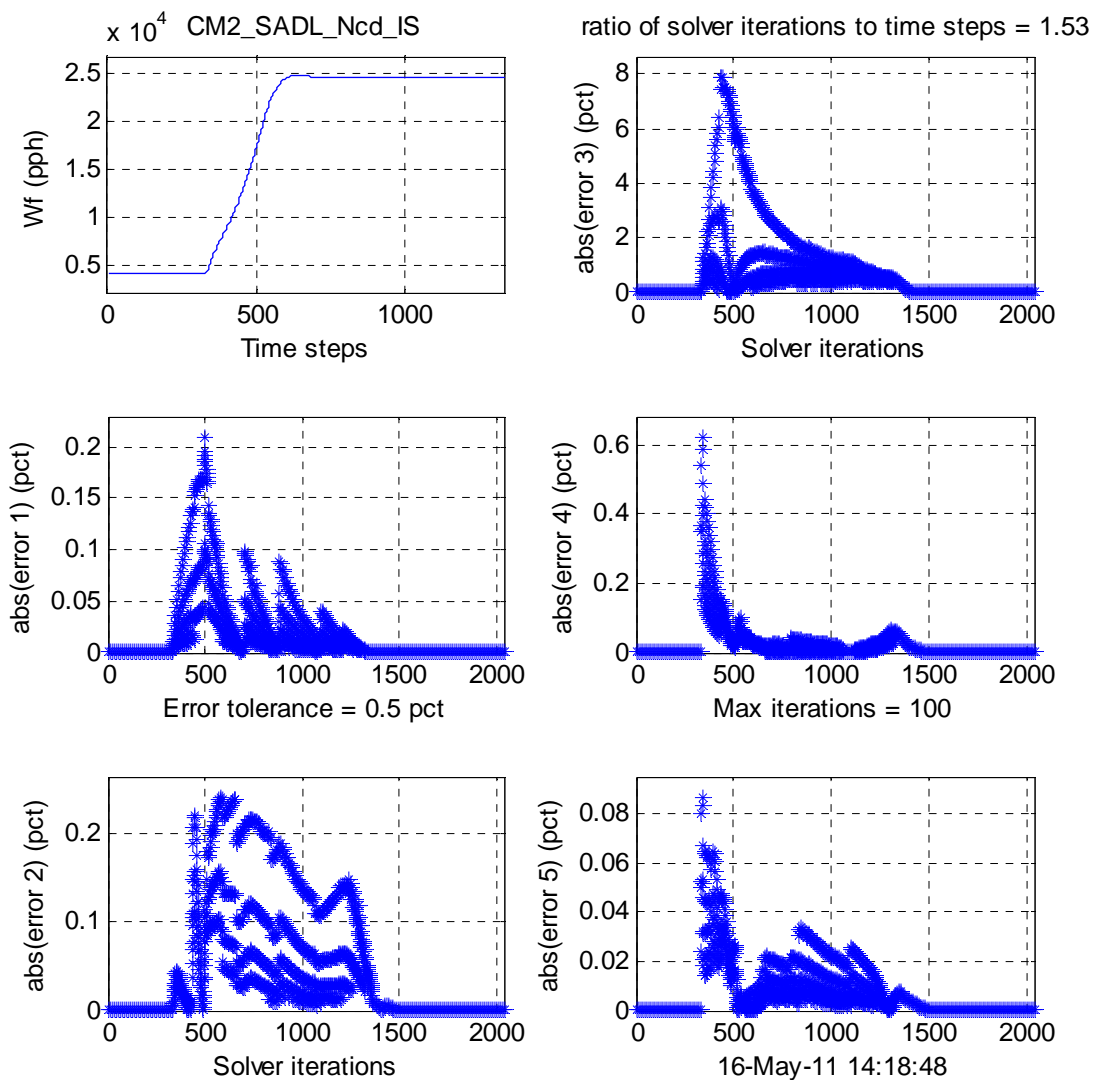 x 10^4 CM2_SADL_Ncd_IS
Wf (pph)
2.5
2
1.5
1
0.5
0 500 1000
Time steps
ratio of solver iterations to time steps = 1.53
abs(error 3) (pct)
8
6
4
2
0
0 500 1000 1500 2000
Solver iterations
abs(error 1) (pct)
0.2
0.15
0.1
0.05
0
0 500 1000 1500 2000
Error tolerance = 0.5 pct
abs(error 4) (pct)
0.6
0.4
0.2
0
0 500 1000 1500 2000
Max iterations = 100
abs(error 2) (pct)
0.2
0.1
0
0 500 1000 1500 2000
Solver iterations
abs(error 5) (pct)
0.08
0.06
0.04
0.02
0
0 500 1000 1500 2000
16-May-11 14:18:48